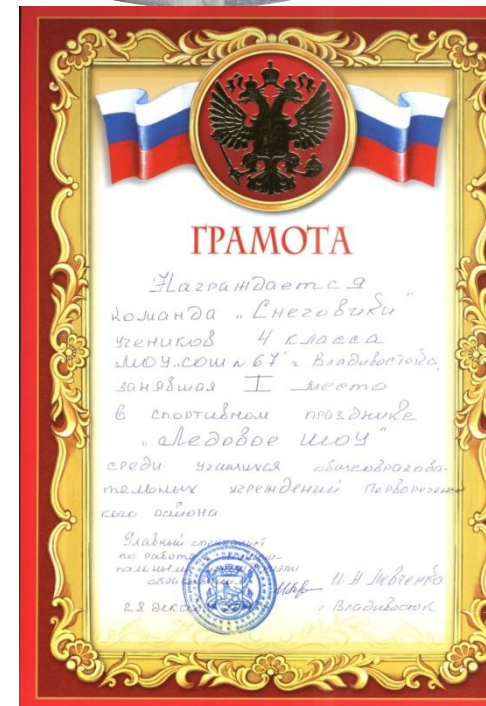 ГРАМОТА
Награждается
команда „Снеговики"
учеников 4 класса
МОУ „СОШ № 67" г Владивостока,
занявшая I место
в спортивном празднике
„Ледовое шоу"
среди учащихся общеобразова-
тельных учреждений Первореченс-
кого района
Главный специалист
по работе
28 декаб
И. Н Левченко
г Владивосток